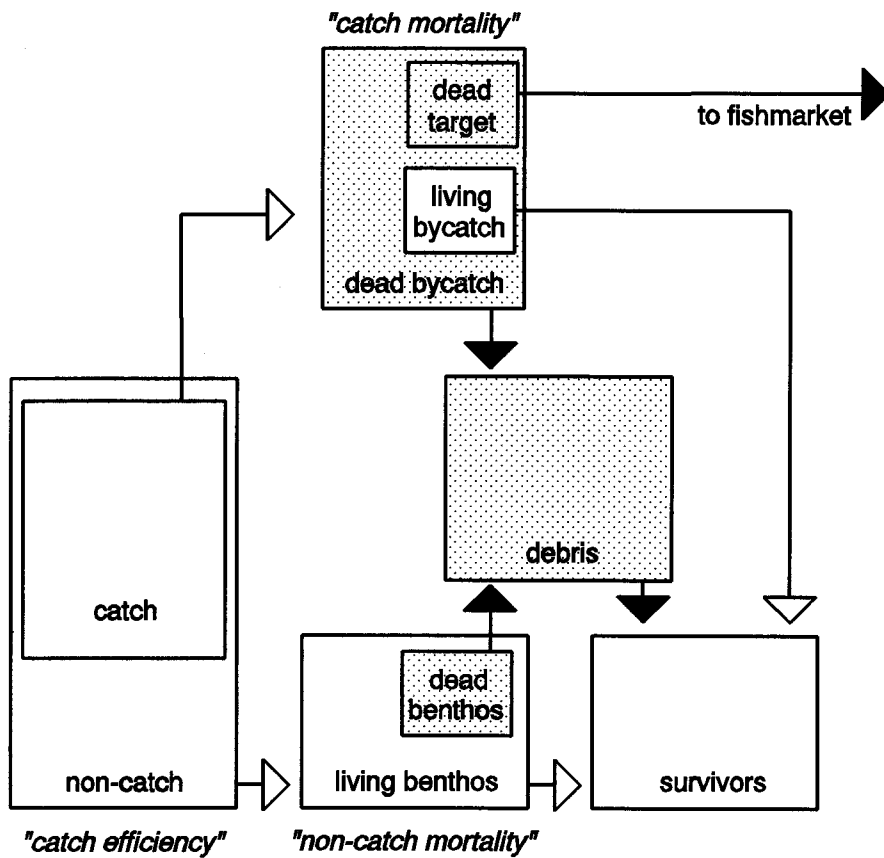 "catch mortality"
dead
target
to fishmarket
living
bycatch
dead bycatch
debris
catch
dead
benthos
non-catch
living benthos
survivors
"catch efficiency"
"non-catch mortality"